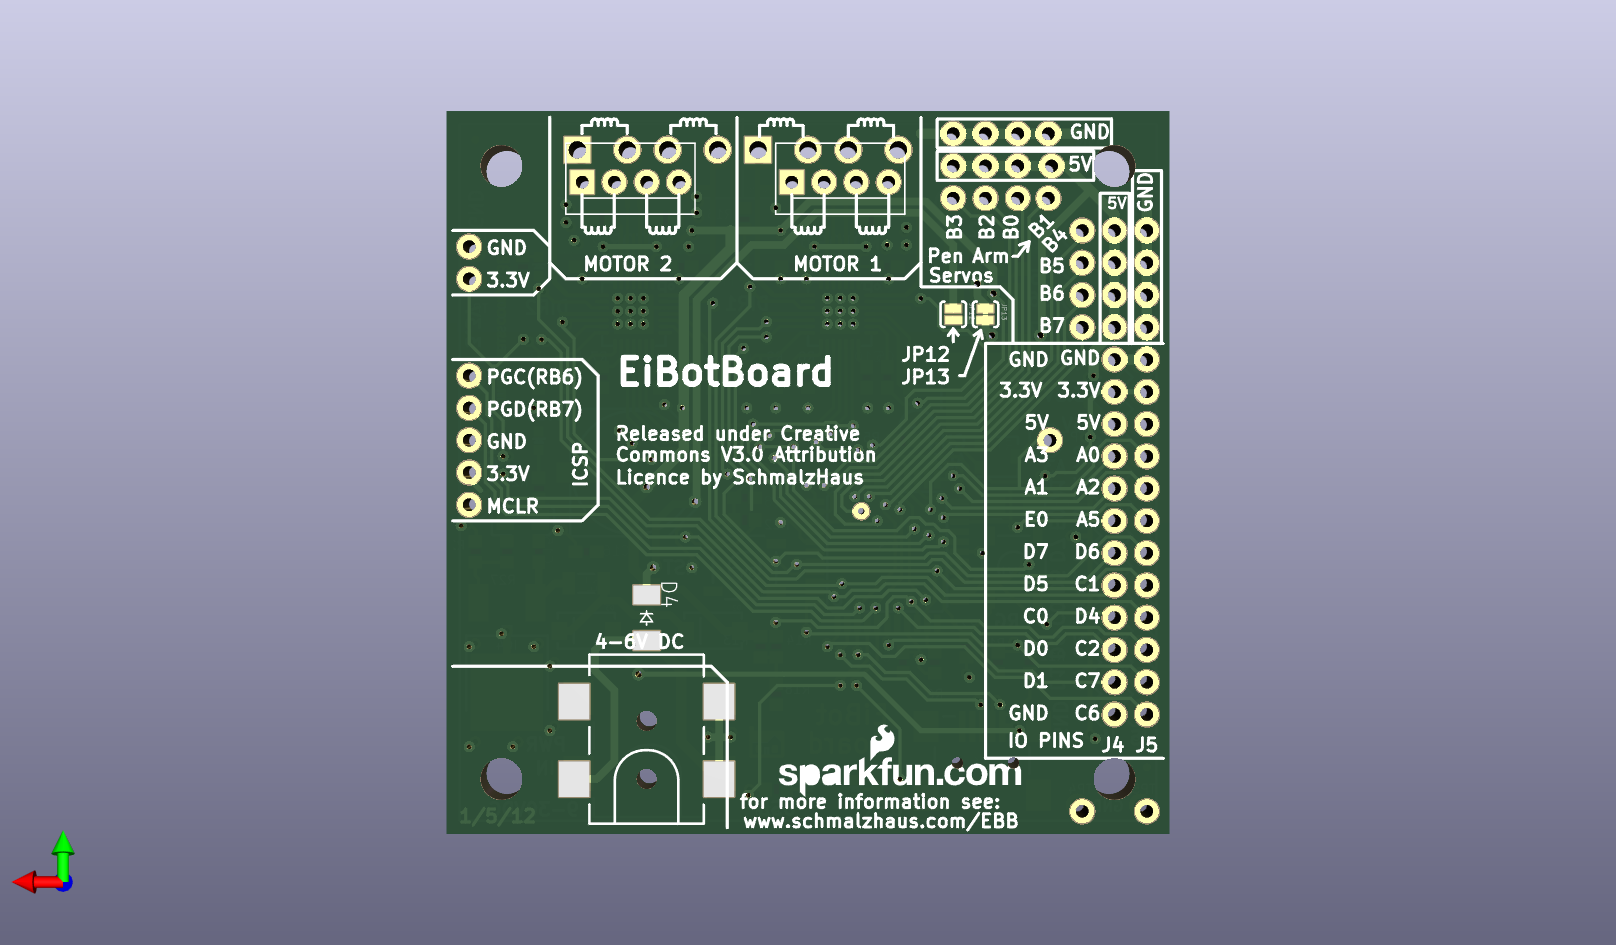 GND
5V
GND
5V
B3
B2
B0
B1
B4
B5
B6
B7
Pen Arm
Servos
MOTOR 2
MOTOR 1
GND
3.3V
JP13
JP12
JP13
EiBotBoard
Released under Creative
Commons V3.0 Attribution
Licence by SchmalzHaus
PGC(RB6)
PGD(RB7)
GND
3.3V
MCLR
ICSP
GND GND
3.3V 3.3V
5V 5V
A3 A0
A1 A2
E0 A5
D7 D6
D5 C1
C0 D4
D0 C2
D1 C7
GND C6
IO PINS J4 J5
D4
4-6V DC
sparkfun.com
for more information see:
www.schmalzhaus.com/EBB
1/5/12